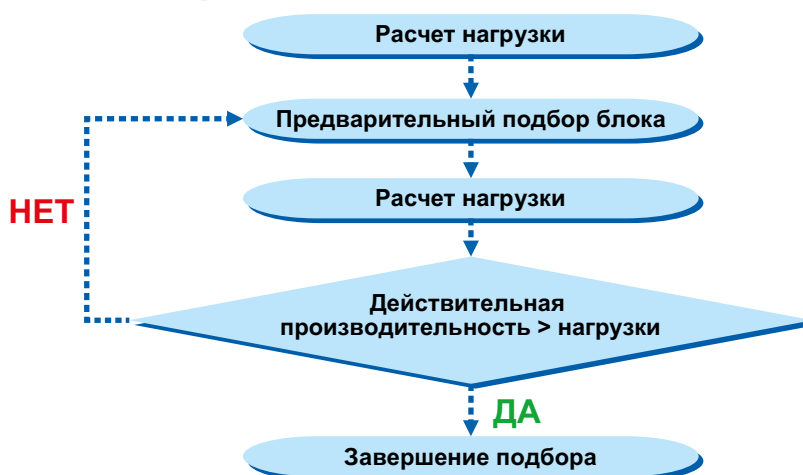 Расчет нагрузки
Предварительный подбор блока
Расчет нагрузки
НЕТ
Действительная
производительность > нагрузки
ДА
Завершение подбора